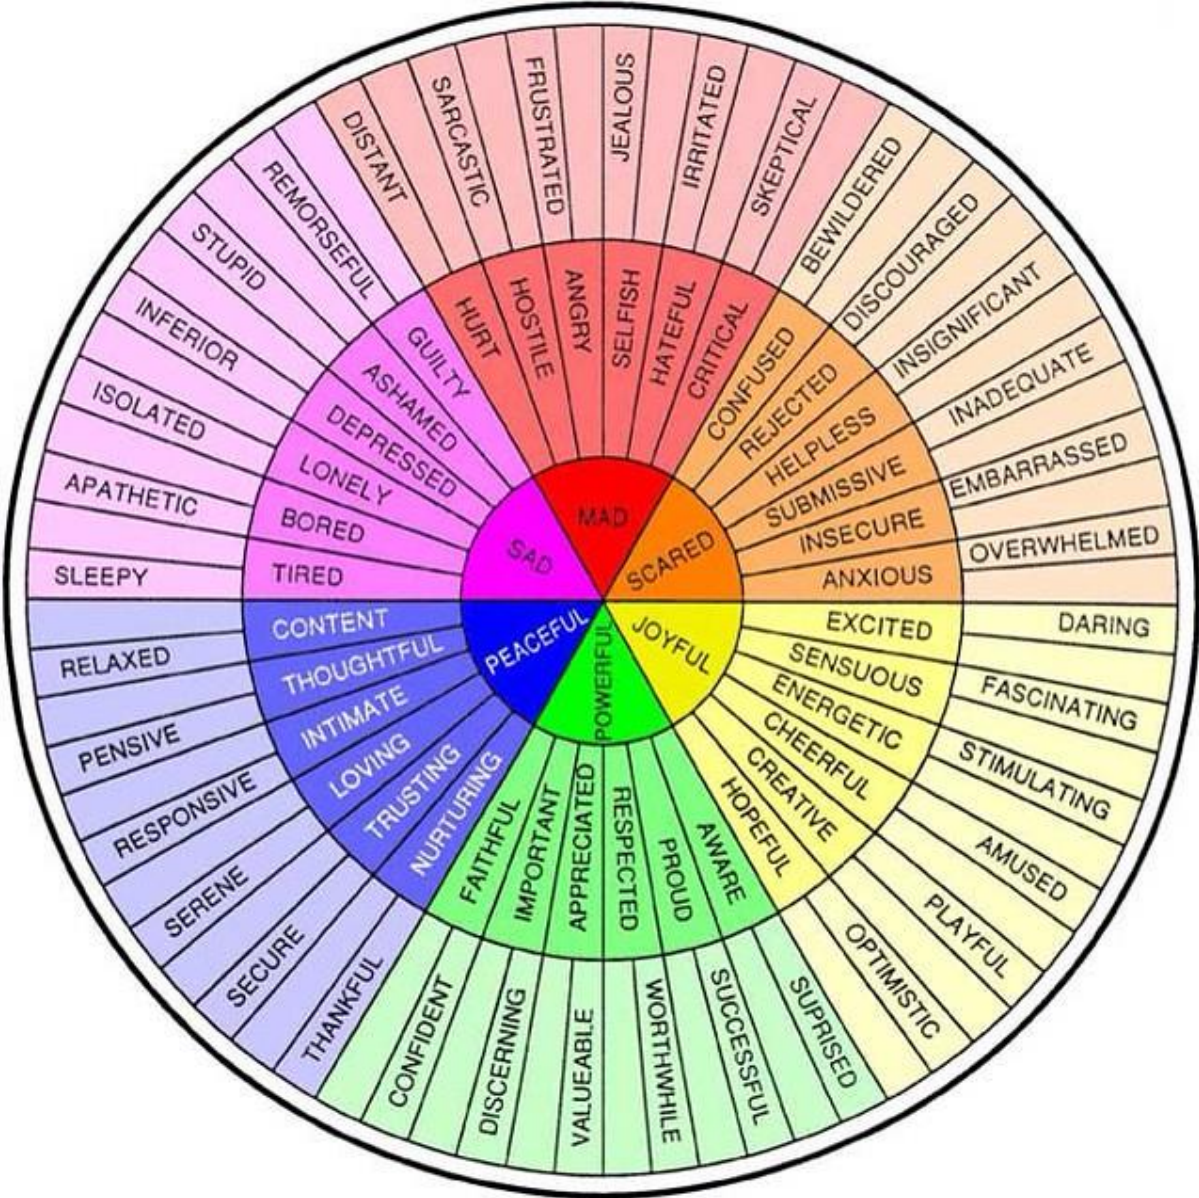 MAD
SCARED
JOYFUL
POWERFUL
PEACEFUL
SAD
HURT
HOSTILE
ANGRY
SELFISH
HATEFUL
CRITICAL
CONFUSED
REJECTED
HELPLESS
SUBMISSIVE
INSECURE
ANXIOUS
EXCITED
SENSUOUS
ENERGETIC
CHEERFUL
CREATIVE
HOPEFUL
AWARE
PROUD
RESPECTED
APPRECIATED
IMPORTANT
FAITHFUL
NURTURING
TRUSTING
LOVING
INTIMATE
THOUGHTFUL
CONTENT
TIRED
BORED
LONELY
DEPRESSED
ASHAMED
GUILTY
DISTANT
SARCASTIC
FRUSTRATED
JEALOUS
IRRITATED
SKEPTICAL
BEWILDERED
DISCOURAGED
INSIGNIFICANT
INADEQUATE
EMBARRASSED
OVERWHELMED
DARING
FASCINATING
STIMULATING
AMUSED
PLAYFUL
OPTIMISTIC
SUPRISED
SUCCESSFUL
WORTHWHILE
VALUEABLE
DISCERNING
CONFIDENT
THANKFUL
SECURE
SERENE
RESPONSIVE
PENSIVE
RELAXED
SLEEPY
APATHETIC
ISOLATED
INFERIOR
STUPID
REMORSEFUL